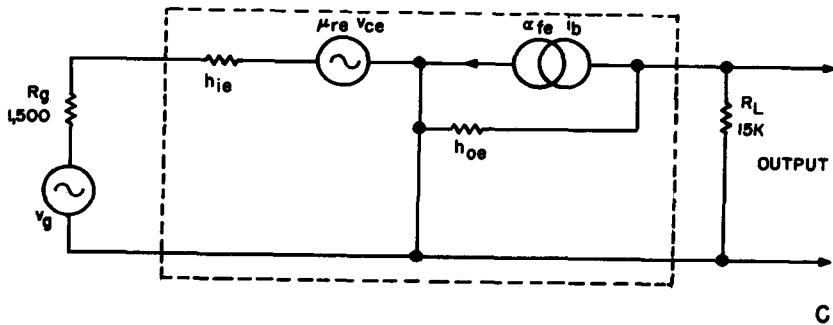 μre vce
αfe ib
hie
Rg
1,500
hoe
RL
15K
OUTPUT
vg
C